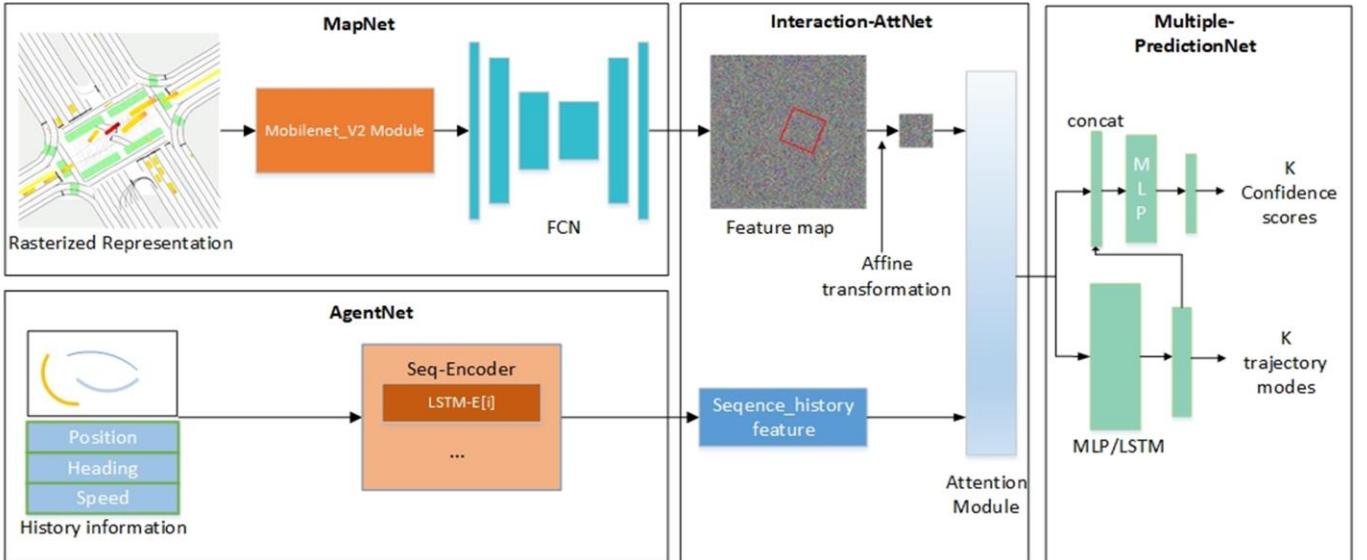 MapNet
Mobilenet_V2 Module
Rasterized Representation
FCN
AgentNet
Seq-Encoder
LSTM-E[i]
...
Position
Heading
Speed
History information
Interaction-AttNet
Feature map
Affine
transformation
Seqence_history
feature
Attention
Module
Multiple-
PredictionNet
concat
M
L
P
K
Confidence
scores
K
trajectory
modes
MLP/LSTM